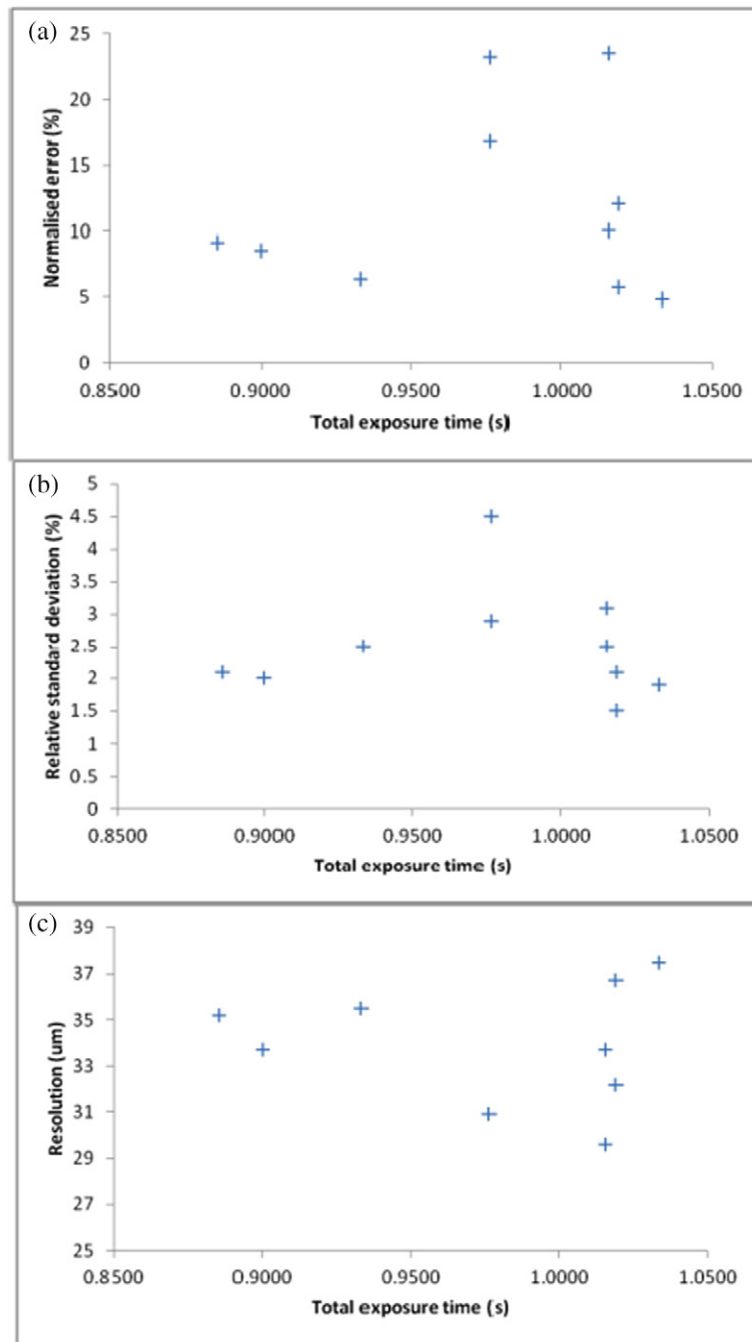 (a)
Normalised error (%)
25
20
15
10
5
0
0.8500 0.9000 0.9500 1.0000 1.0500
Total exposure time (s)
(b)
Relative standard deviation (%)
5
4.5
4
3.5
3
2.5
2
1.5
1
0.5
0
0.8500 0.9000 0.9500 1.0000 1.0500
Total exposure time (s)
(c)
Resolution (um)
39
37
35
33
31
29
27
25
0.8500 0.9000 0.9500 1.0000 1.0500
Total exposure time (s)